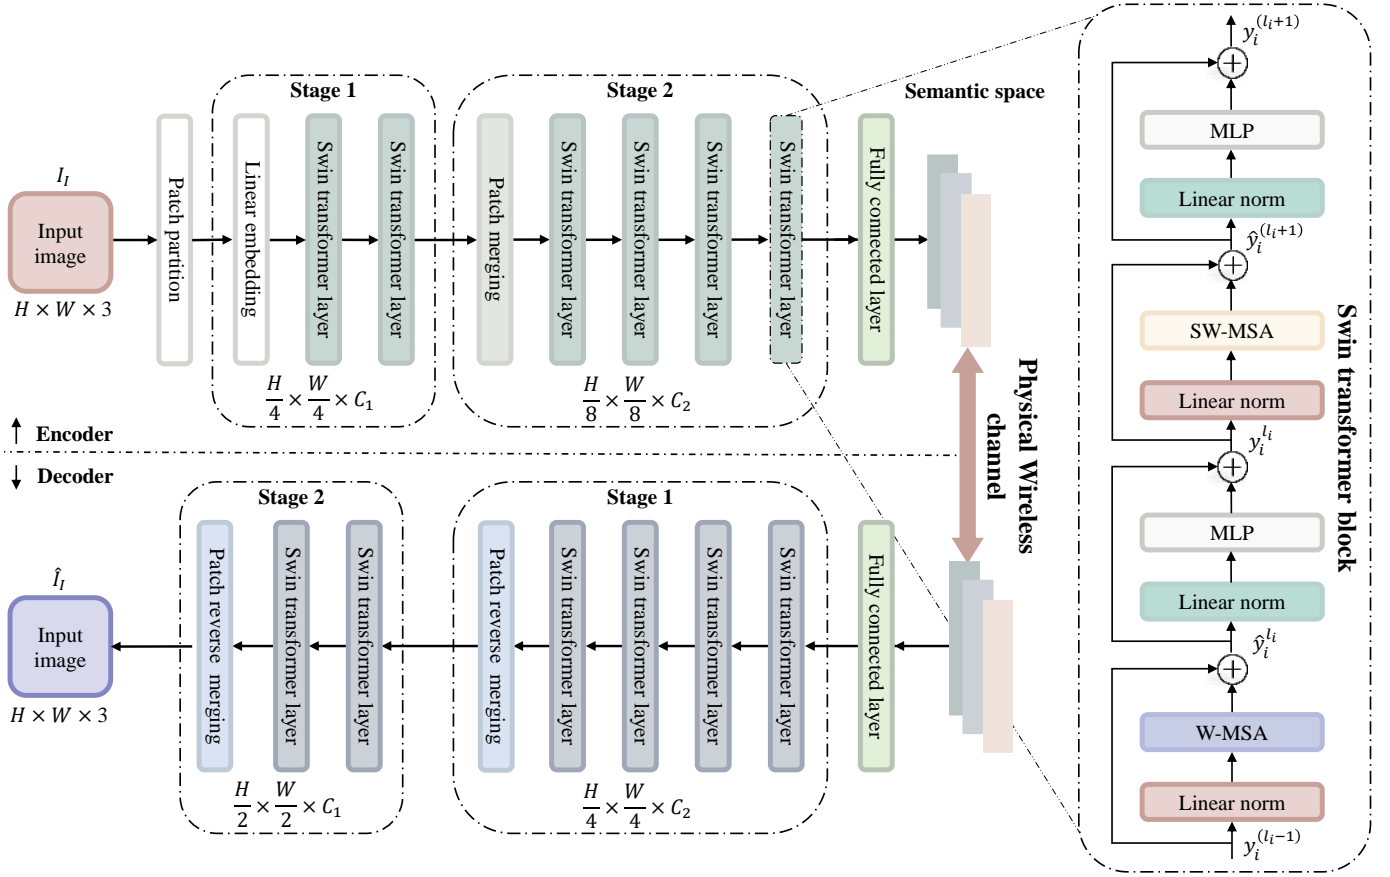 Stage 1
Stage 2
Semantic space
I_I
Input
image
H × W × 3
Patch partition
Linear embedding
Swin transformer layer
Swin transformer layer
Patch merging
Swin transformer layer
Swin transformer layer
Swin transformer layer
Swin transformer layer
Fully connected layer
H/4 × W/4 × C₁
H/8 × W/8 × C₂
Encoder
Decoder
Physical Wireless
channel
Stage 2
Stage 1
Î_I
Input
image
H × W × 3
Patch reverse merging
Swin transformer layer
Swin transformer layer
Patch reverse merging
Swin transformer layer
Swin transformer layer
Swin transformer layer
Swin transformer layer
Fully connected layer
H/2 × W/2 × C₁
H/4 × W/4 × C₂
y_i^(l_i+1)
+
MLP
Linear norm
ŷ_i^(l_i+1)
+
SW-MSA
Linear norm
y_i^l_i
+
MLP
Linear norm
ŷ_i^l_i
+
W-MSA
Linear norm
y_i^(l_i−1)
Swin transformer block